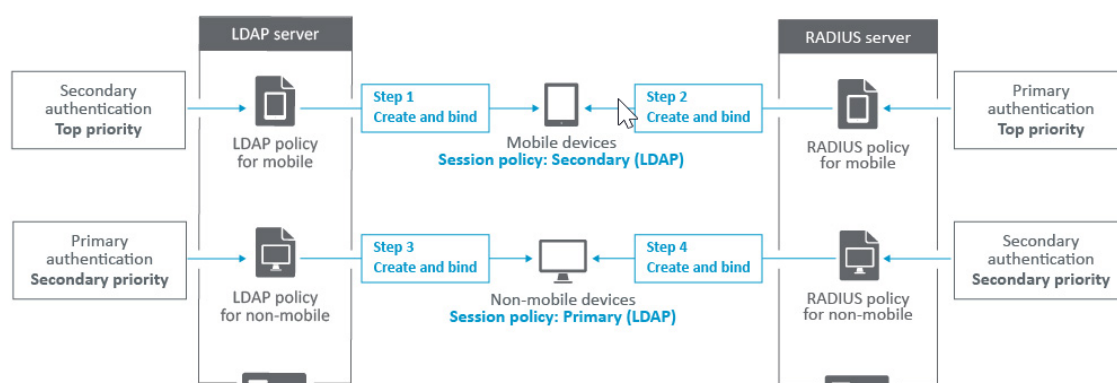 LDAP server
RADIUS server
Secondary
authentication
Top priority
LDAP policy
for mobile
Step 1
Create and bind
Mobile devices
Session policy: Secondary (LDAP)
Step 2
Create and bind
RADIUS policy
for mobile
Primary
authentication
Top priority
Primary
authentication
Secondary priority
LDAP policy
for non-mobile
Step 3
Create and bind
Non-mobile devices
Session policy: Primary (LDAP)
Step 4
Create and bind
RADIUS policy
for non-mobile
Secondary
authentication
Secondary priority